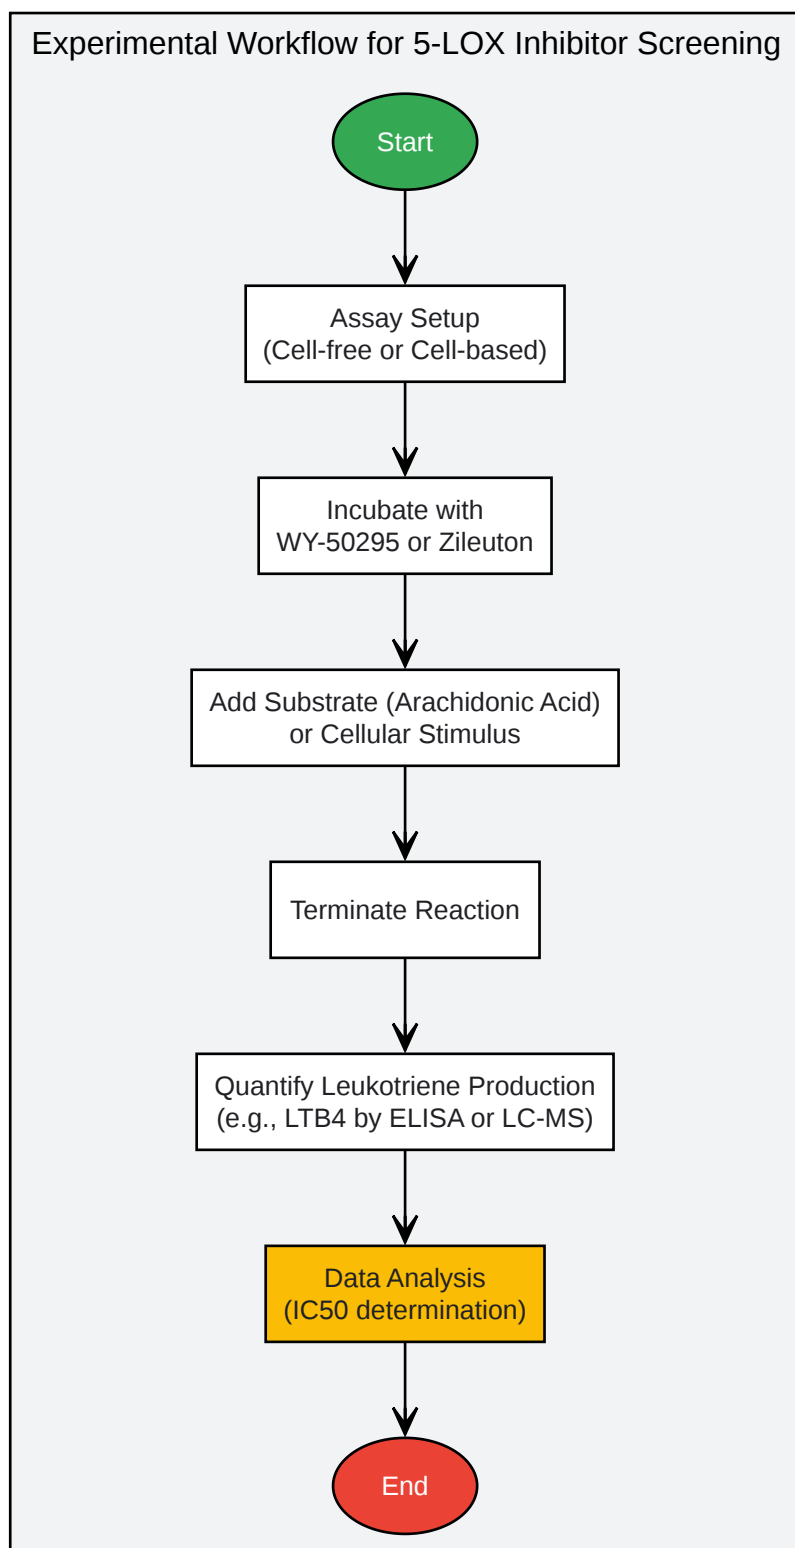 Experimental Workflow for 5-LOX Inhibitor Screening
Start
Assay Setup
(Cell-free or Cell-based)
Incubate with
WY-50295 or Zileuton
Add Substrate (Arachidonic Acid)
or Cellular Stimulus
Terminate Reaction
Quantify Leukotriene Production
(e.g., LTB4 by ELISA or LC-MS)
Data Analysis
(IC50 determination)
End